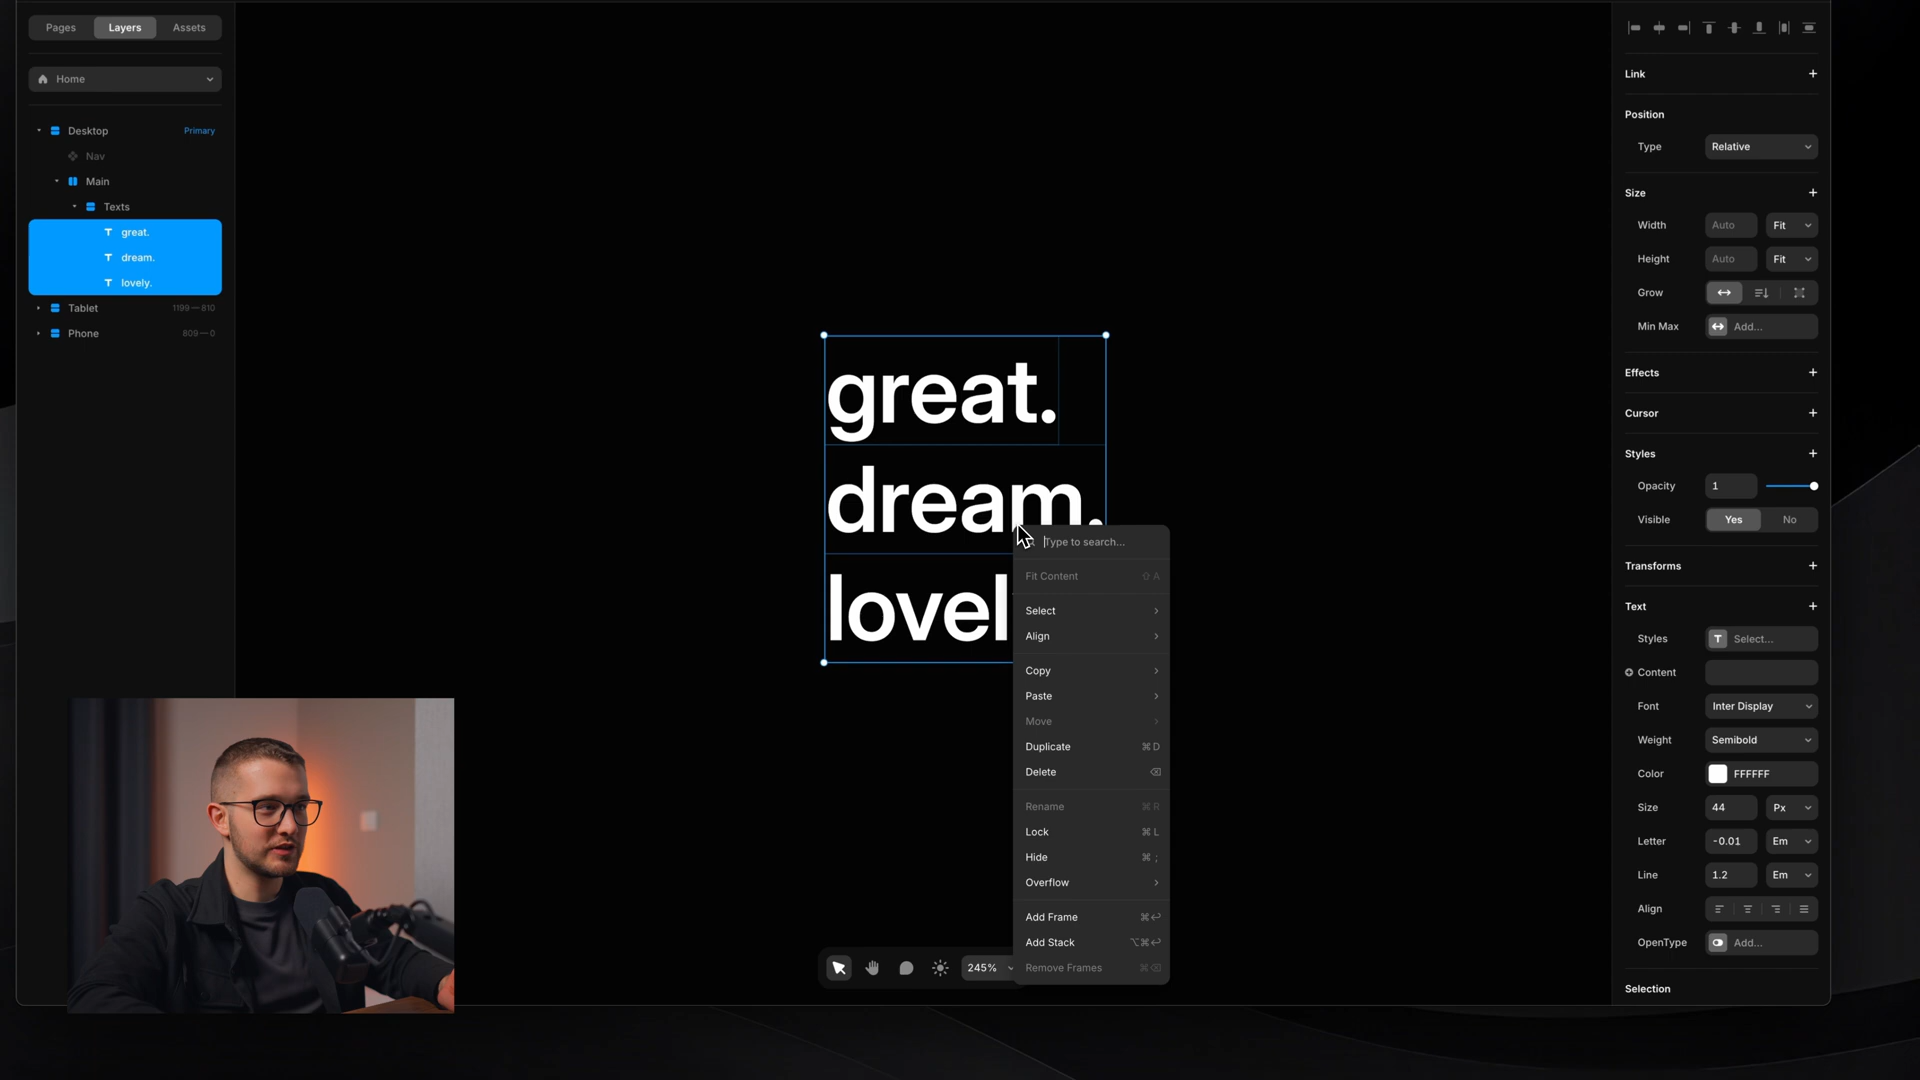 Pages Layers Assets
Home
Desktop Primary
Nav
Main
Texts
great.
dream.
lovely.
Tablet 1199—810
Phone 809—0
great.
dream.
lovel
Type to search...
Fit Content ⇧ A
Select
Align
Copy
Paste
Move
Duplicate ⌘ D
Delete
Rename ⌘ R
Lock ⌘ L
Hide ⌘ ;
Overflow
Add Frame ⌘↩
Add Stack ⌥⌘↩
Remove Frames ⌘⌫
245%
Link
Position
Type Relative
Size
Width Auto Fit
Height Auto Fit
Grow
Min Max Add...
Effects
Cursor
Styles
Opacity 1
Visible Yes No
Transforms
Text
Styles T Select...
Content
Font Inter Display
Weight Semibold
Color FFFFFF
Size 44 Px
Letter -0.01 Em
Line 1.2 Em
Align
OpenType Add...
Selection